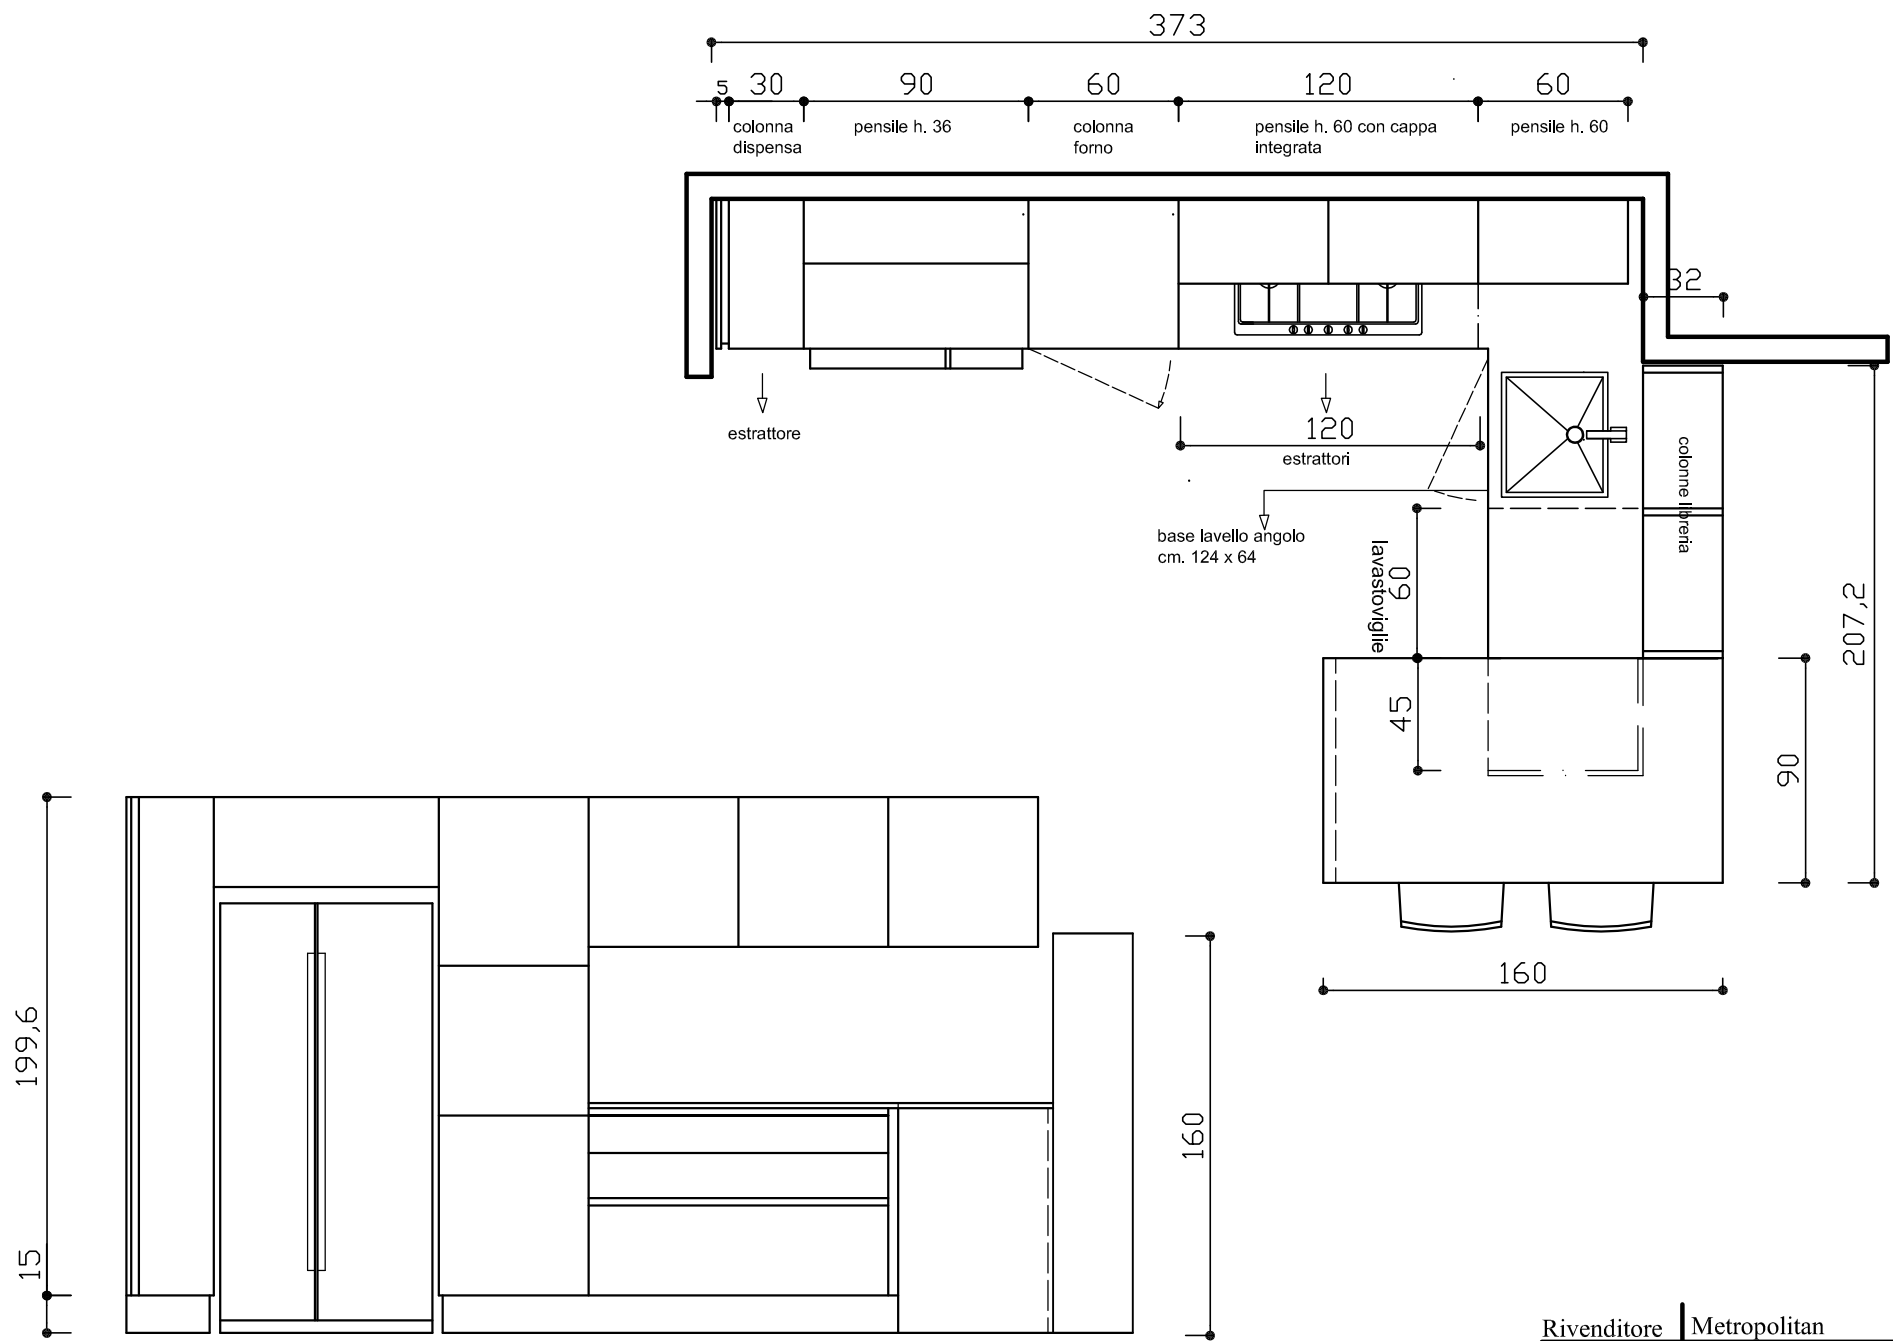 373
5 30 90 60 120 60
colonna dispensa
pensile h. 36
colonna forno
pensile h. 60 con cappa integrata
pensile h. 60
32
estrattore
120
estrattori
base lavello angolo
cm. 124 x 64
lavastoviglie
60
45
colonne libreria
207,2
90
160
199,6
15
160
Rivenditore Metropolitan